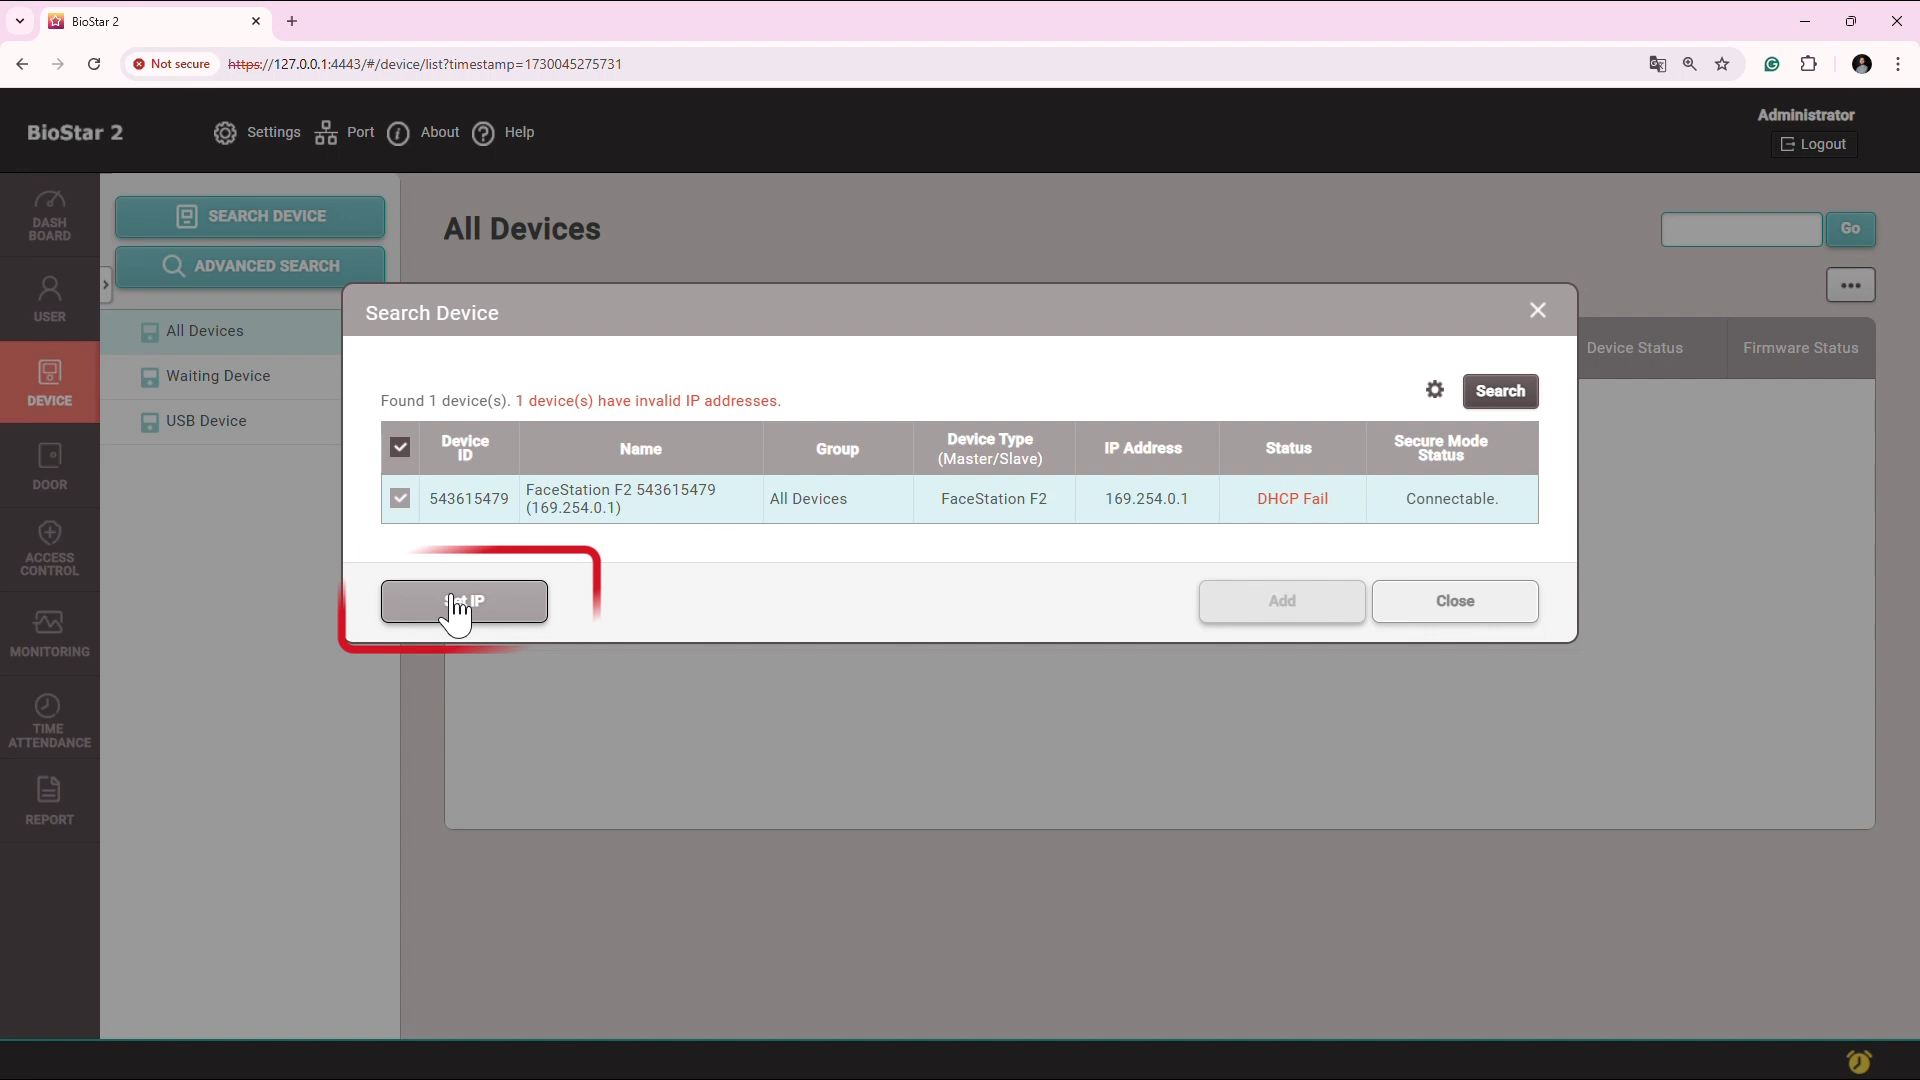 BioStar 2
Not secure
https://127.0.0.1:4443/#/device/list?timestamp=1730045275731
BioStar 2
Settings
Port
About
Help
Administrator
Logout
DASH
BOARD
USER
DEVICE
DOOR
ACCESS
CONTROL
MONITORING
TIME
ATTENDANCE
REPORT
SEARCH DEVICE
ADVANCED SEARCH
All Devices
Waiting Device
USB Device
All Devices
Go
Device Status
Firmware Status
Search Device
Found 1 device(s). 1 device(s) have invalid IP addresses.
Search
Device
ID
Name
Group
Device Type
(Master/Slave)
IP Address
Status
Secure Mode
Status
543615479
FaceStation F2 543615479
(169.254.0.1)
All Devices
FaceStation F2
169.254.0.1
DHCP Fail
Connectable.
Set IP
Add
Close